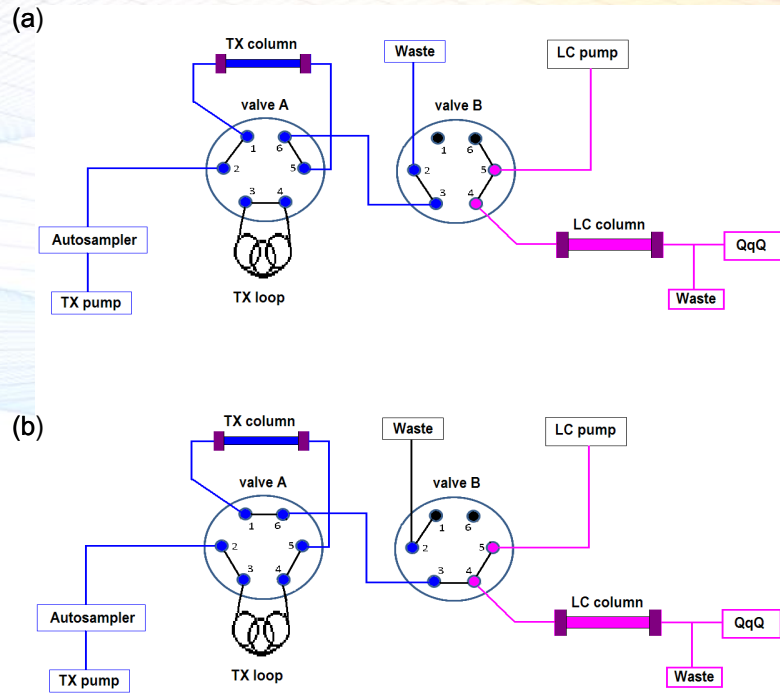 (a)
TX column
Waste
LC pump
valve A
valve B
1
6
2
5
3
4
1
6
2
5
3
4
Autosampler
TX pump
TX loop
LC column
QqQ
Waste
(b)
TX column
Waste
LC pump
valve A
valve B
1
6
2
5
3
4
1
6
2
5
3
4
Autosampler
TX pump
TX loop
LC column
QqQ
Waste